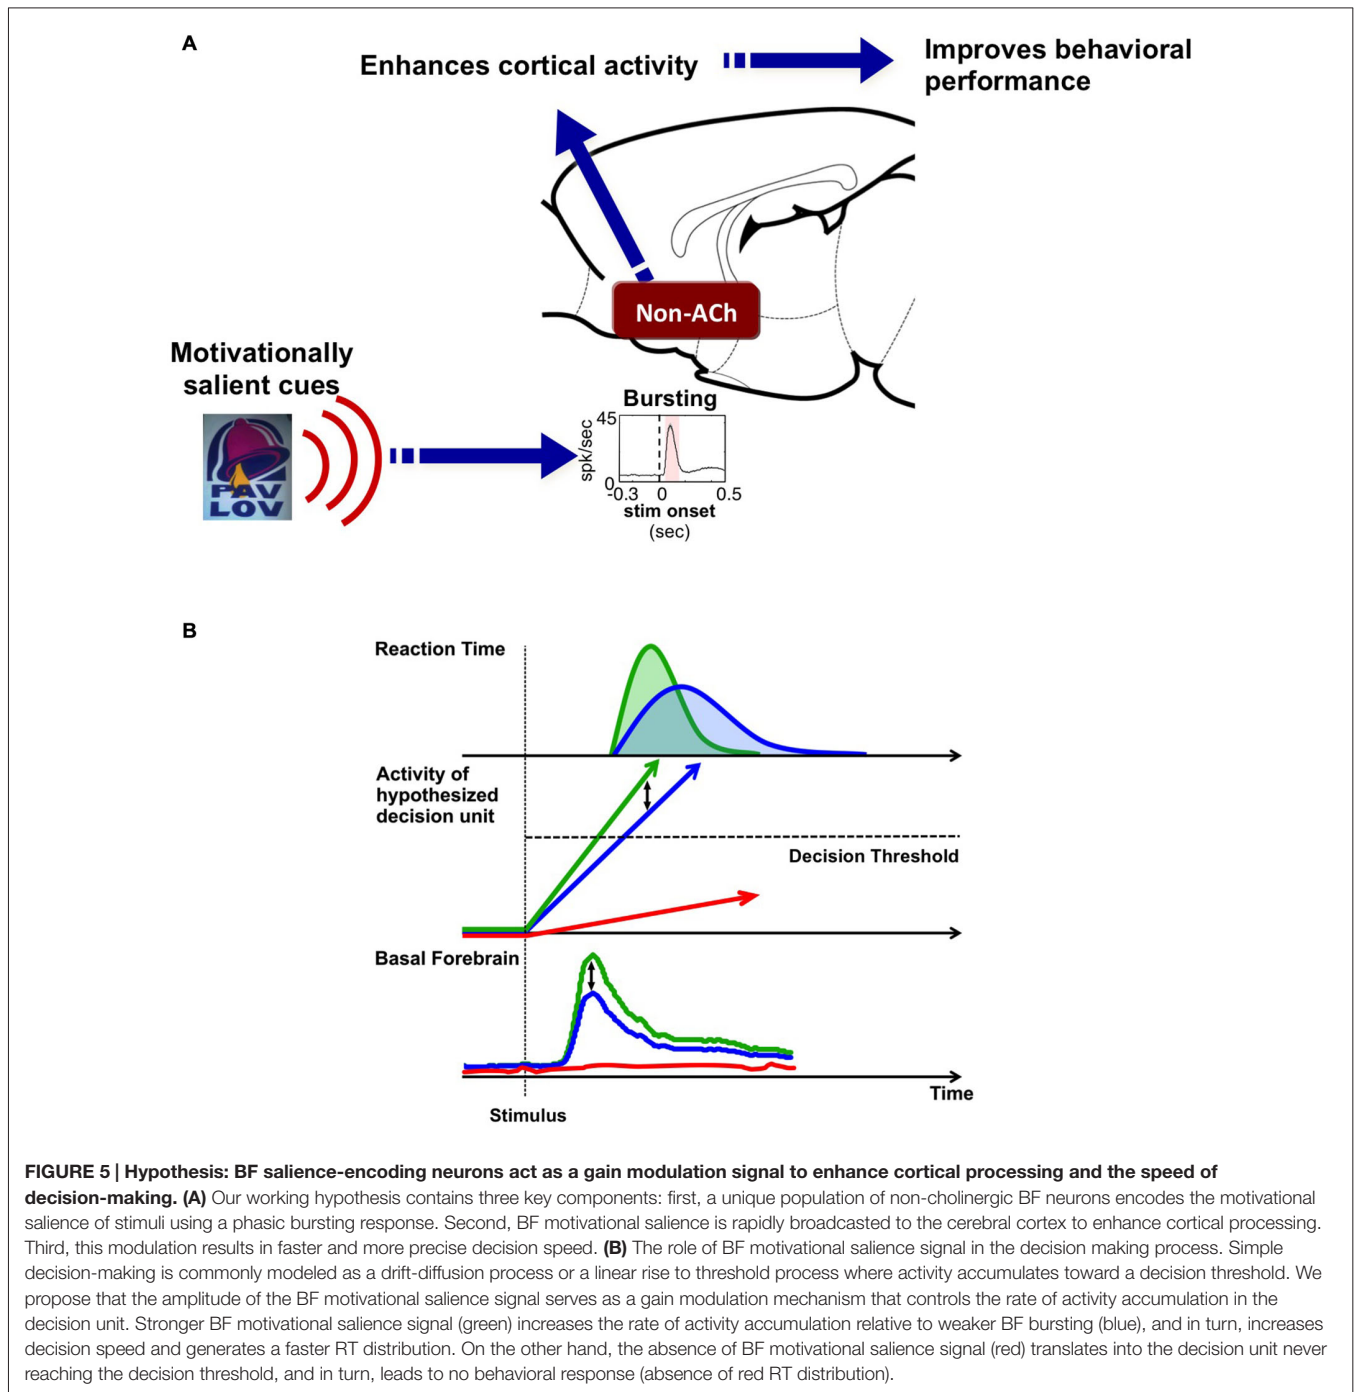 A
Enhances cortical activity
Improves behavioral
performance
Non-ACh
Motivationally
salient cues
PAV
LOV
Bursting
45
spk/sec
0
-0.3 0 0.5
stim onset
(sec)
B
Reaction Time
Activity of
hypothesized
decision unit
Decision Threshold
Basal Forebrain
Time
Stimulus
FIGURE 5 | Hypothesis: BF salience-encoding neurons act as a gain modulation signal to enhance cortical processing and the speed of
decision-making. (A) Our working hypothesis contains three key components: first, a unique population of non-cholinergic BF neurons encodes the motivational
salience of stimuli using a phasic bursting response. Second, BF motivational salience is rapidly broadcasted to the cerebral cortex to enhance cortical processing.
Third, this modulation results in faster and more precise decision speed. (B) The role of BF motivational salience signal in the decision making process. Simple
decision-making is commonly modeled as a drift-diffusion process or a linear rise to threshold process where activity accumulates toward a decision threshold. We
propose that the amplitude of the BF motivational salience signal serves as a gain modulation mechanism that controls the rate of activity accumulation in the
decision unit. Stronger BF motivational salience signal (green) increases the rate of activity accumulation relative to weaker BF bursting (blue), and in turn, increases
decision speed and generates a faster RT distribution. On the other hand, the absence of BF motivational salience signal (red) translates into the decision unit never
reaching the decision threshold, and in turn, leads to no behavioral response (absence of red RT distribution).